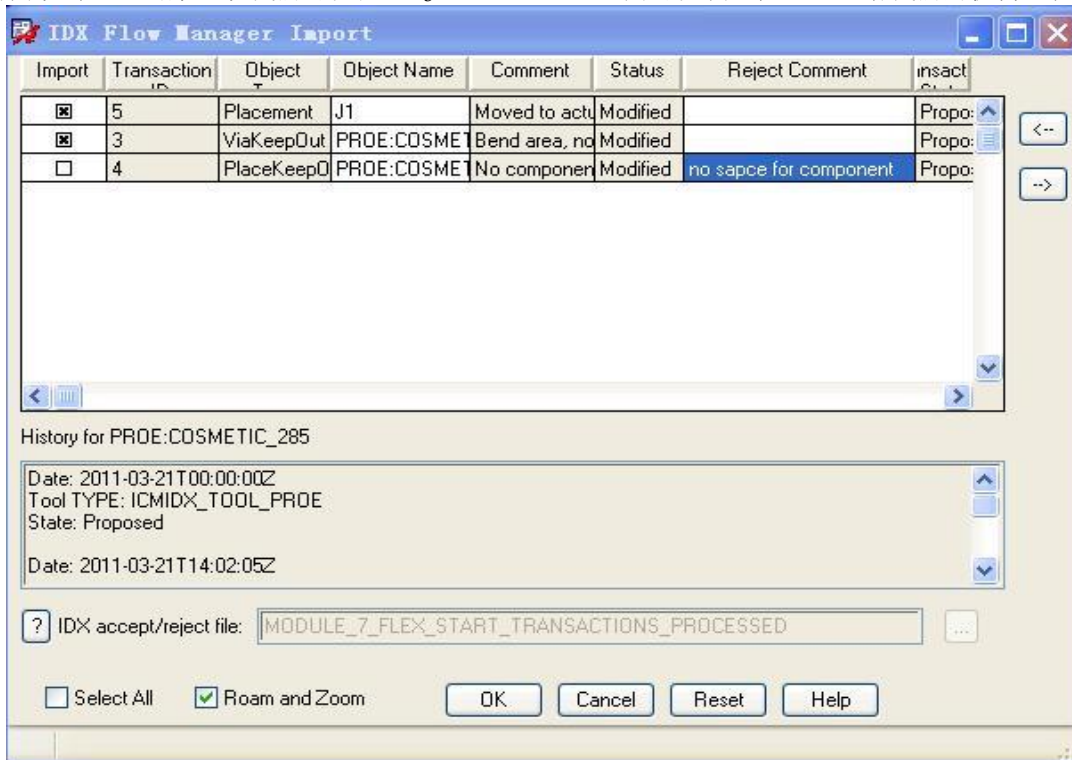 IDX Flow Manager Import
Import Transaction Object Object Name Comment Status Reject Comment
5 Placement J1 Moved to actu Modified Propo:
3 ViaKeepOut PROE:COSMET Bend area, no Modified Propo:
4 PlaceKeepO PROE:COSMET No componen Modified no sapce for component Propo:
<--
-->
History for PROE:COSMETIC_285
Date: 2011-03-21T00:00:00Z
Tool TYPE: ICMIDX_TOOL_PROE
State: Proposed
Date: 2011-03-21T14:02:05Z
? IDX accept/reject file: MODULE_7_FLEX_START_TRANSACTIONS_PROCESSED ...
Select All Roam and Zoom OK Cancel Reset Help